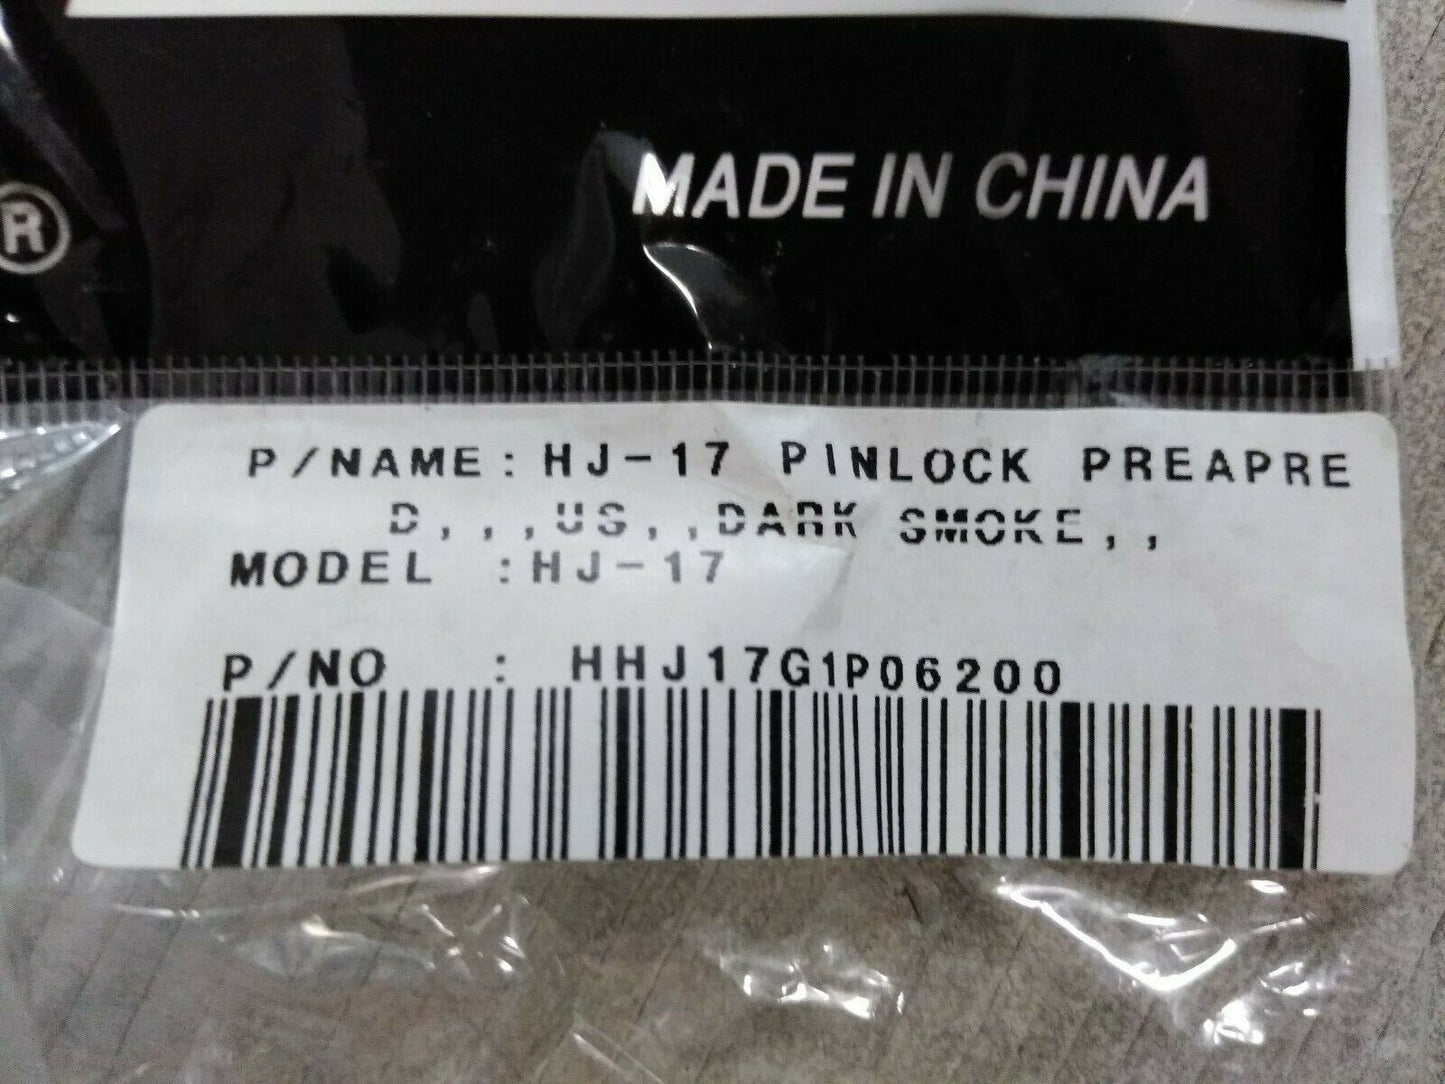 ®
MADE IN CHINA
P/NAME:HJ-17 PINLOCK PREAPRE
D,,,US,,DARK SMOKE,,
MODEL :HJ-17
P/NO : HHJ17G1P06200